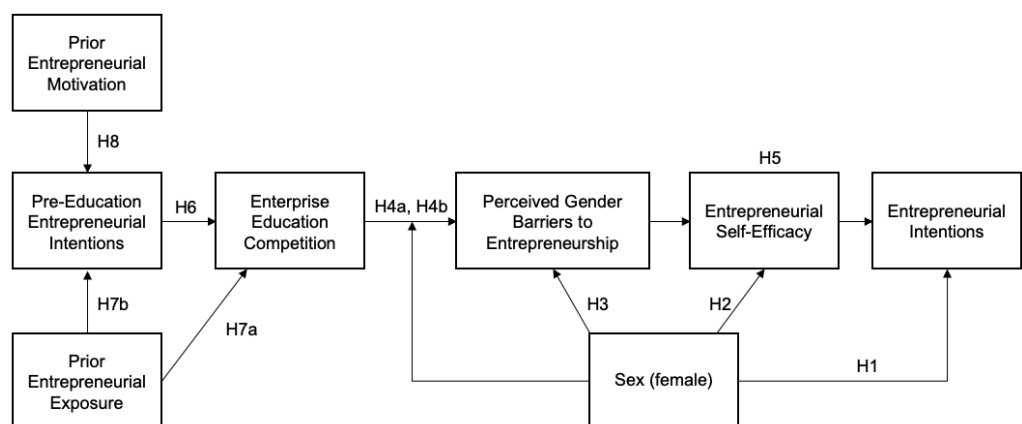 Prior
Entrepreneurial
Motivation
H8
H5
Pre-Education
Entrepreneurial
Intentions
H6
Enterprise
Education
Competition
H4a, H4b
Perceived Gender
Barriers to
Entrepreneurship
Entrepreneurial
Self-Efficacy
Entrepreneurial
Intentions
H7b
H7a
H3
H2
H1
Prior
Entrepreneurial
Exposure
Sex (female)